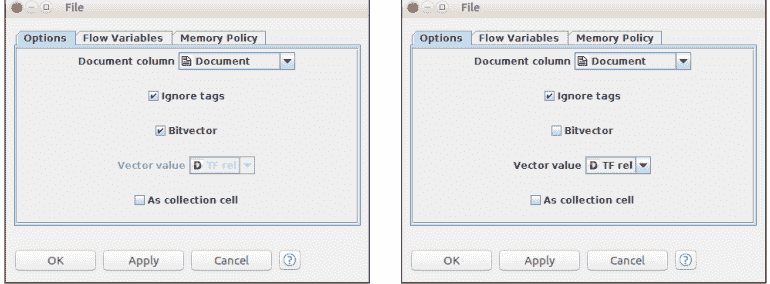 File
Options Flow Variables Memory Policy
Document column Document
Ignore tags
Bitvector
Vector value D TF rel
As collection cell
OK Apply Cancel ?
File
Options Flow Variables Memory Policy
Document column Document
Ignore tags
Bitvector
Vector value D TF rel
As collection cell
OK Apply Cancel ?